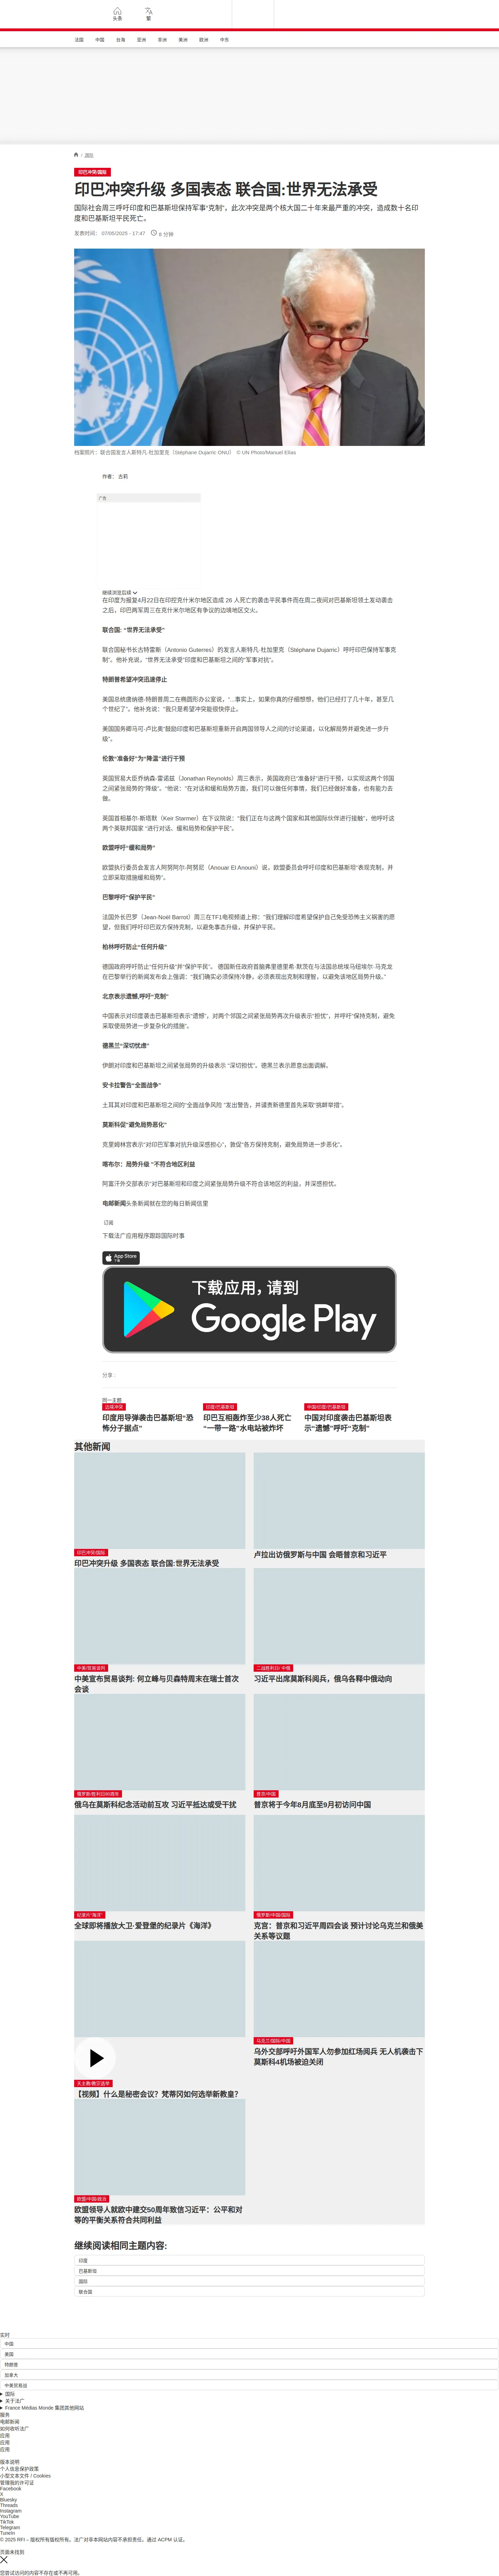 头条
繁
法国
中国
台海
亚洲
非洲
美洲
欧洲
中东
/ 国际
印巴冲突/国际
印巴冲突升级 多国表态 联合国:世界无法承受
国际社会周三呼吁印度和巴基斯坦保持军事“克制”，此次冲突是两个核大国二十年来最严重的冲突，造成数十名印
度和巴基斯坦平民死亡。
发表时间： 07/05/2025 - 17:47
8 分钟
档案照片：联合国发言人斯特凡·杜加里克（Stéphane Dujarric ONU） © UN Photo/Manuel Elias
作者： 古莉
广告
继续浏览后续
在印度为报复4月22日在印控克什米尔地区造成 26 人死亡的袭击平民事件而在周二夜间对巴基斯坦领土发动袭击
之后，印巴两军周三在克什米尔地区有争议的边境地区交火。
联合国: “世界无法承受”
联合国秘书长古特雷斯（Antonio Guterres）的发言人斯特凡·杜加里克（Stéphane Dujarric）呼吁印巴保持军事克
制”。他补充说，“世界无法承受”印度和巴基斯坦之间的“军事对抗”。
特朗普希望冲突迅速停止
美国总统唐纳德·特朗普周二在椭圆形办公室说，“...事实上，如果你真的仔细想想，他们已经打了几十年，甚至几
个世纪了”。他补充说：“我只是希望冲突能很快停止。
美国国务卿马可-卢比奥“鼓励印度和巴基斯坦重新开启两国领导人之间的讨论渠道，以化解局势并避免进一步升
级”。
伦敦“准备好”为“降温”进行干预
英国贸易大臣乔纳森·雷诺兹（Jonathan Reynolds）周三表示，英国政府已“准备好”进行干预，以实现这两个邻国
之间紧张局势的“降级”。“他说：”在对话和缓和局势方面，我们可以做任何事情，我们已经做好准备，也有能力去
做。
英国首相基尔·斯塔默（Keir Starmer）在下议院说：“我们正在与这两个国家和其他国际伙伴进行接触”，他呼吁这
两个英联邦国家 “进行对话、缓和局势和保护平民”。
欧盟呼吁“缓和局势”
欧盟执行委员会发言人阿努阿尔·阿努尼（Anouar El Anouni）说，欧盟委员会呼吁印度和巴基斯坦“表现克制，并
立即采取措施缓和局势”。
巴黎呼吁“保护平民”
法国外长巴罗（Jean-Noël Barrot）周三在TF1电视频道上称：”我们理解印度希望保护自己免受恐怖主义祸害的愿
望，但我们呼吁印巴双方保持克制，以避免事态升级，并保护平民。
柏林呼吁防止“任何升级”
德国政府呼吁防止“任何升级”并“保护平民”。 德国新任政府首脑弗里德里希·默茨在与法国总统埃马纽埃尔·马克龙
在巴黎举行的新闻发布会上强调：“我们确实必须保持冷静，必须表现出克制和理智，以避免该地区局势升级。”
北京表示遗憾,呼吁“克制”
中国表示对印度袭击巴基斯坦表示“遗憾”，对两个邻国之间紧张局势再次升级表示“担忧”，并呼吁“保持克制，避免
采取使局势进一步复杂化的措施”。
德黑兰“深切忧虑”
伊朗对印度和巴基斯坦之间紧张局势的升级表示 “深切担忧”。德黑兰表示愿意出面调解。
安卡拉警告“全面战争”
土耳其对印度和巴基斯坦之间的“全面战争风险 ”发出警告，并谴责新德里首先采取“挑衅举措”。
莫斯科促“避免局势恶化”
克里姆林宫表示“对印巴军事对抗升级深感担心”，敦促“各方保持克制，避免局势进一步恶化”。
喀布尔：局势升级 “不符合地区利益
阿富汗外交部表示“对巴基斯坦和印度之间紧张局势升级不符合该地区的利益，并深感担忧。
电邮新闻头条新闻就在您的每日新闻信里
订阅
下载法广应用程序跟踪国际时事
App Store
下载
下载应用, 请到
Google Play
分享 :
同一主题
边境冲突
印度用导弹袭击巴基斯坦“恐
怖分子据点”
印度/巴基斯坦
印巴互相轰炸至少38人死亡
“一带一路”水电站被炸坏
中国/印度/巴基斯坦
中国对印度袭击巴基斯坦表
示“遗憾”呼吁“克制”
其他新闻
印巴冲突/国际
印巴冲突升级 多国表态 联合国:世界无法承受
卢拉出访俄罗斯与中国 会晤普京和习近平
中美/贸易谈判
中美宣布贸易谈判: 何立峰与贝森特周末在瑞士首次
会谈
二战胜利日/ 中俄
习近平出席莫斯科阅兵，俄乌各释中俄动向
俄罗斯/胜利日80周年
俄乌在莫斯科纪念活动前互攻 习近平抵达或受干扰
普京/中国
普京将于今年8月底至9月初访问中国
纪录片“海洋”
全球即将播放大卫·爱登堡的纪录片《海洋》
俄罗斯/中国/国际
克宫：普京和习近平周四会谈 预计讨论乌克兰和俄美
关系等议题
天主教/教宗选举
【视频】什么是秘密会议？梵蒂冈如何选举新教皇？
乌克兰/国际/中国
乌外交部呼吁外国军人勿参加红场阅兵 无人机袭击下
莫斯科4机场被迫关闭
欧盟/中国/政治
欧盟领导人就欧中建交50周年致信习近平：公平和对
等的平衡关系符合共同利益
继续阅读相同主题内容:
印度
巴基斯坦
国际
联合国
实时
中国
美国
特朗普
加拿大
中美贸易战
国际
关于法广
France Médias Monde 集团其他网站
服务
电邮新闻
如何收听法广
应用
应用
应用
版本说明
个人信息保护政策
小型文本文件 / Cookies
管理我的许可证
Facebook
X
Bluesky
Threads
Instagram
YouTube
TikTok
Telegram
TuneIn
© 2025 RFI – 版权所有版权所有。法广对非本网站内容不承担责任。通过 ACPM 认证。
页面未找到
您尝试访问的内容不存在或不再可用。